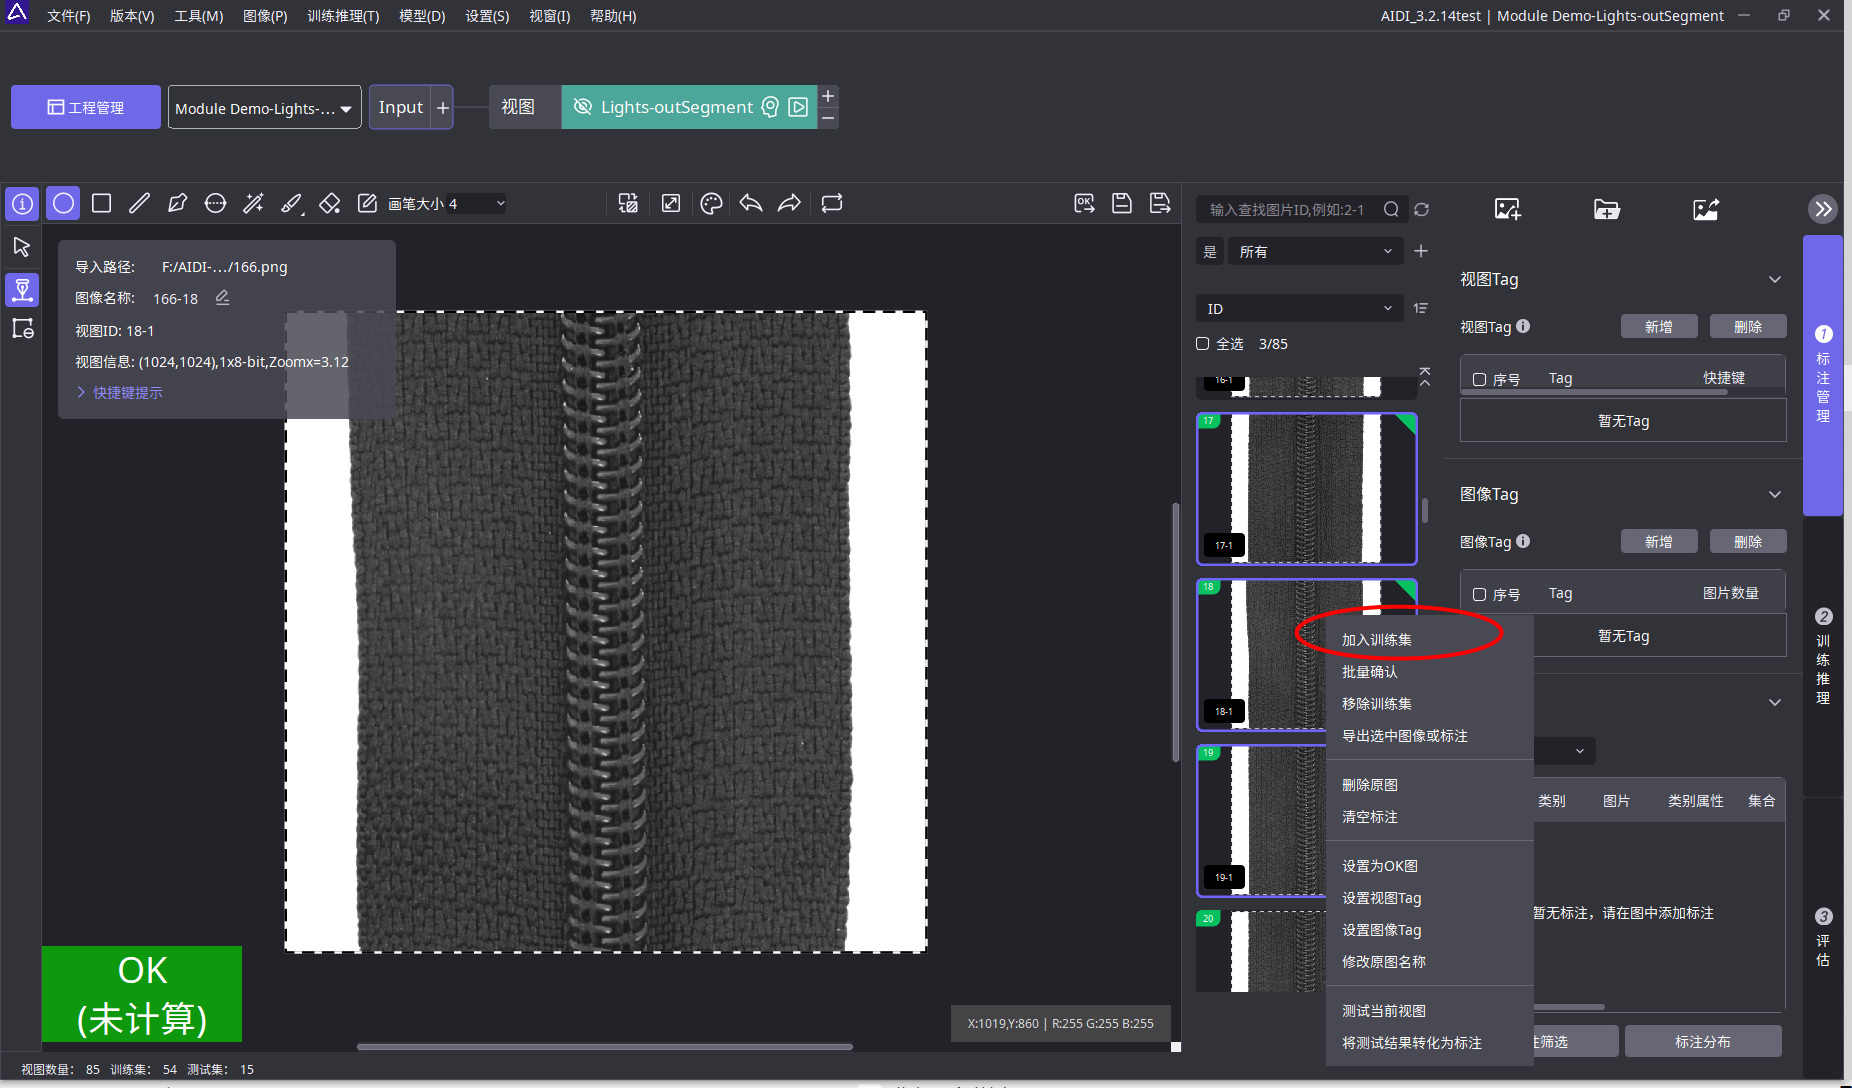 文件(F) 版本(V) 工具(M) 图像(P) 训练推理(T) 模型(D) 设置(S) 视窗(I) 帮助(H) AIDI_3.2.14test | Module Demo-Lights-outSegment
工程管理 Module Demo-Lights-... Input + 视图 Lights-outSegment
画笔大小 4
OK
输入查找图片ID,例如:2-1
是 所有
ID
全选 3/85
导入路径: F:/AIDI-.../166.png
图像名称: 166-18
视图ID: 18-1
视图信息: (1024,1024),1x8-bit,Zoomx=3.12
快捷键提示
16-1
17
17-1
18
18-1
19
19-1
20
加入训练集
批量确认
移除训练集
导出选中图像或标注
删除原图
清空标注
设置为OK图
设置视图Tag
设置图像Tag
修改原图名称
测试当前视图
将测试结果转化为标注
视图Tag
视图Tag 新增 删除
序号 Tag 快捷键
暂无Tag
图像Tag
图像Tag 新增 删除
序号 Tag 图片数量
暂无Tag
类别 图片 类别属性 集合
暂无标注，请在图中添加标注
筛选 标注分布
1 标注管理
2 训练推理
3 评估
OK
(未计算)
X:1019,Y:860 | R:255 G:255 B:255
视图数量: 85 训练集: 54 测试集: 15